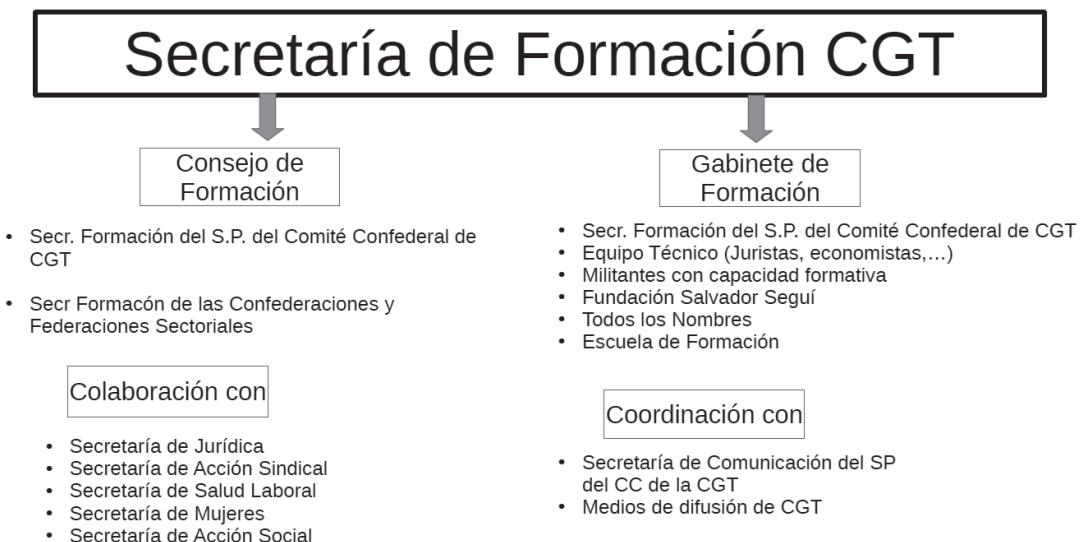 Secretaría de Formación CGT
Consejo de
Formación
• Secr. Formación del S.P. del Comité Confederal de
CGT
• Secr Formacón de las Confederaciones y
Federaciones Sectoriales
Colaboración con
• Secretaría de Jurídica
• Secretaría de Acción Sindical
• Secretaría de Salud Laboral
• Secretaría de Mujeres
• Secretaría de Acción Social
Gabinete de
Formación
• Secr. Formación del S.P. del Comité Confederal de CGT
• Equipo Técnico (Juristas, economistas,...)
• Militantes con capacidad formativa
• Fundación Salvador Seguí
• Todos los Nombres
• Escuela de Formación
Coordinación con
• Secretaría de Comunicación del SP
del CC de la CGT
• Medios de difusión de CGT